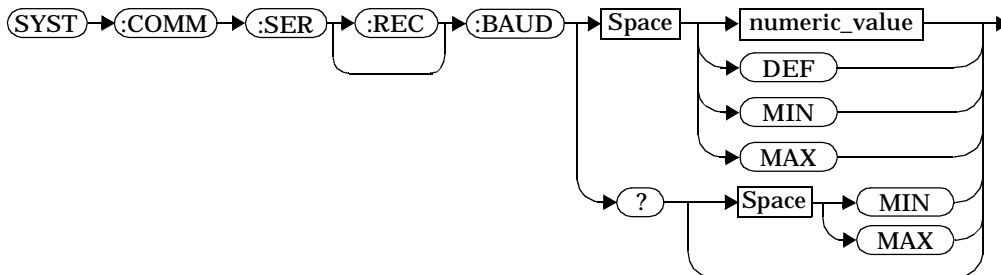 SYST :COMM :SER :REC :BAUD Space numeric_value
DEF
MIN
MAX
? Space MIN
MAX